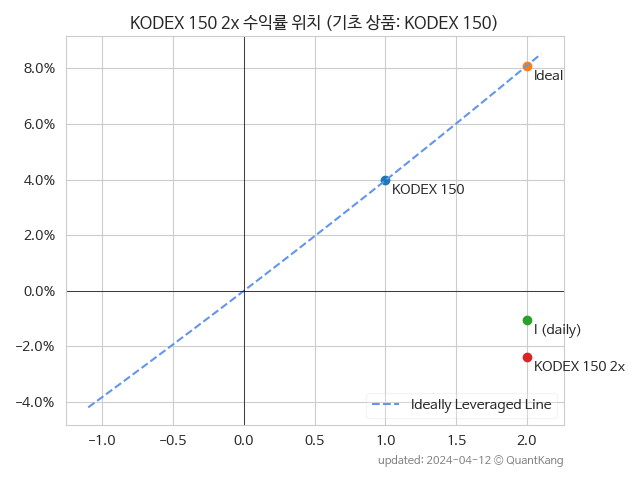 KODEX 150 2x 수익률 위치 (기초 상품: KODEX 150)
8.0%
Ideal
6.0%
4.0%
KODEX 150
2.0%
0.0%
I (daily)
−2.0%
KODEX 150 2x
−4.0%
Ideally Leveraged Line
−1.0 −0.5 0.0 0.5 1.0 1.5 2.0
updated: 2024-04-12 © QuantKang